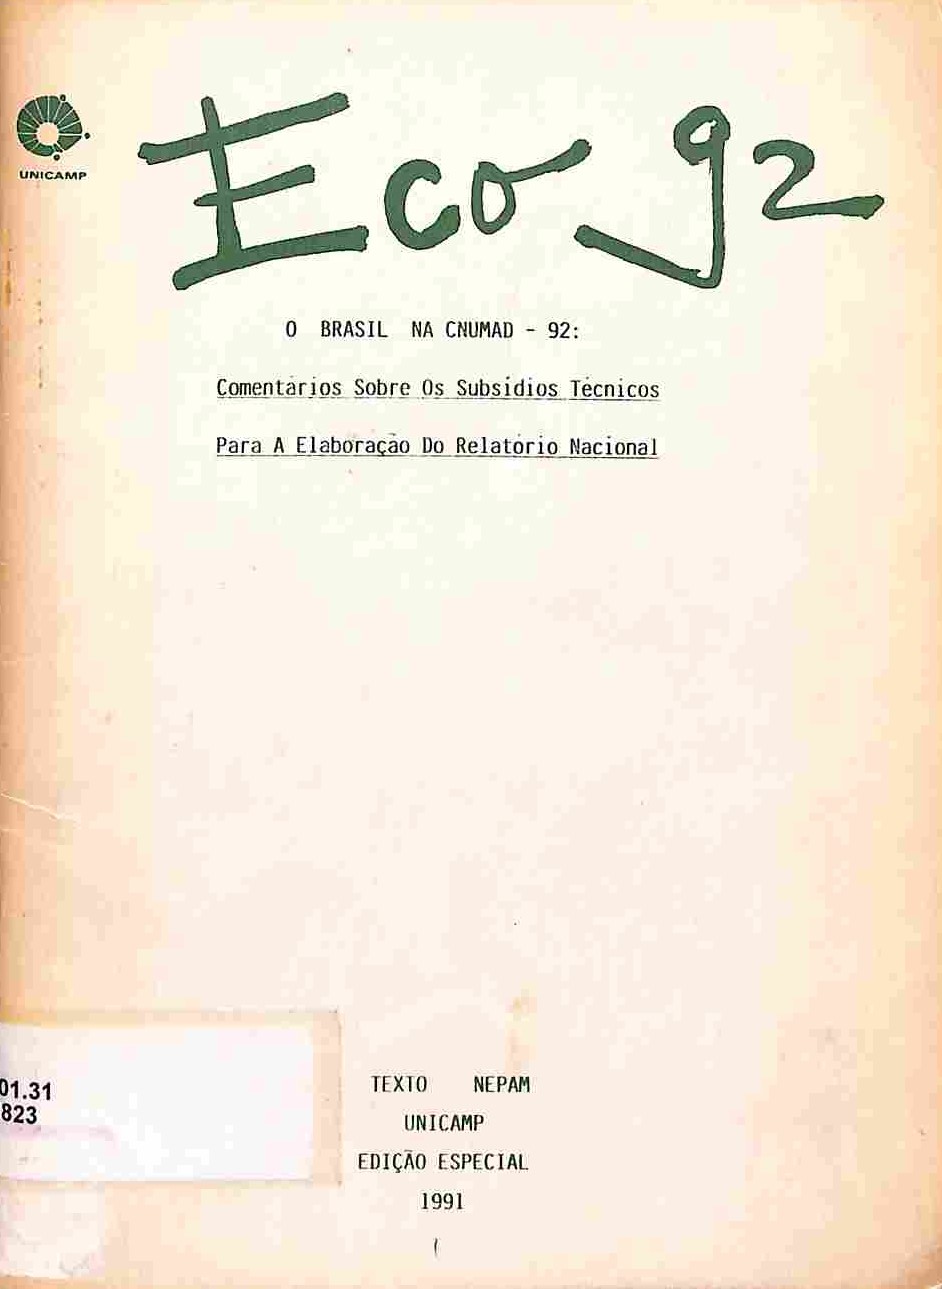 UNICAMP
Eco 92
O BRASIL NA CNUMAD - 92:
Comentários Sobre Os Subsídios Técnicos
Para A Elaboração Do Relatório Nacional
01.31
823
TEXTO NEPAM
UNICAMP
EDIÇÃO ESPECIAL
1991